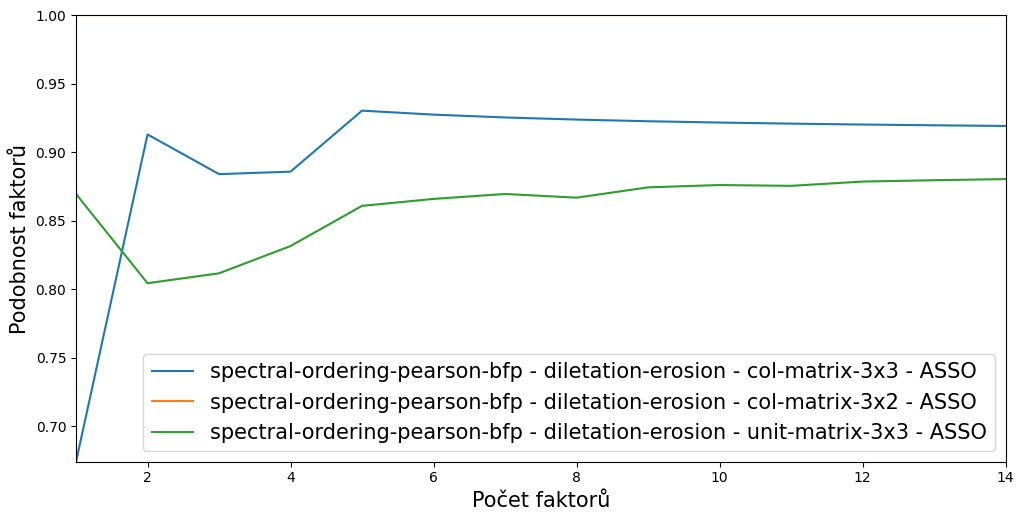 1.00
0.95
0.90
0.85
0.80
0.75
0.70
Podobnost faktorů
spectral-ordering-pearson-bfp - diletation-erosion - col-matrix-3x3 - ASSO
spectral-ordering-pearson-bfp - diletation-erosion - col-matrix-3x2 - ASSO
spectral-ordering-pearson-bfp - diletation-erosion - unit-matrix-3x3 - ASSO
2 4 6 8 10 12 14
Počet faktorů